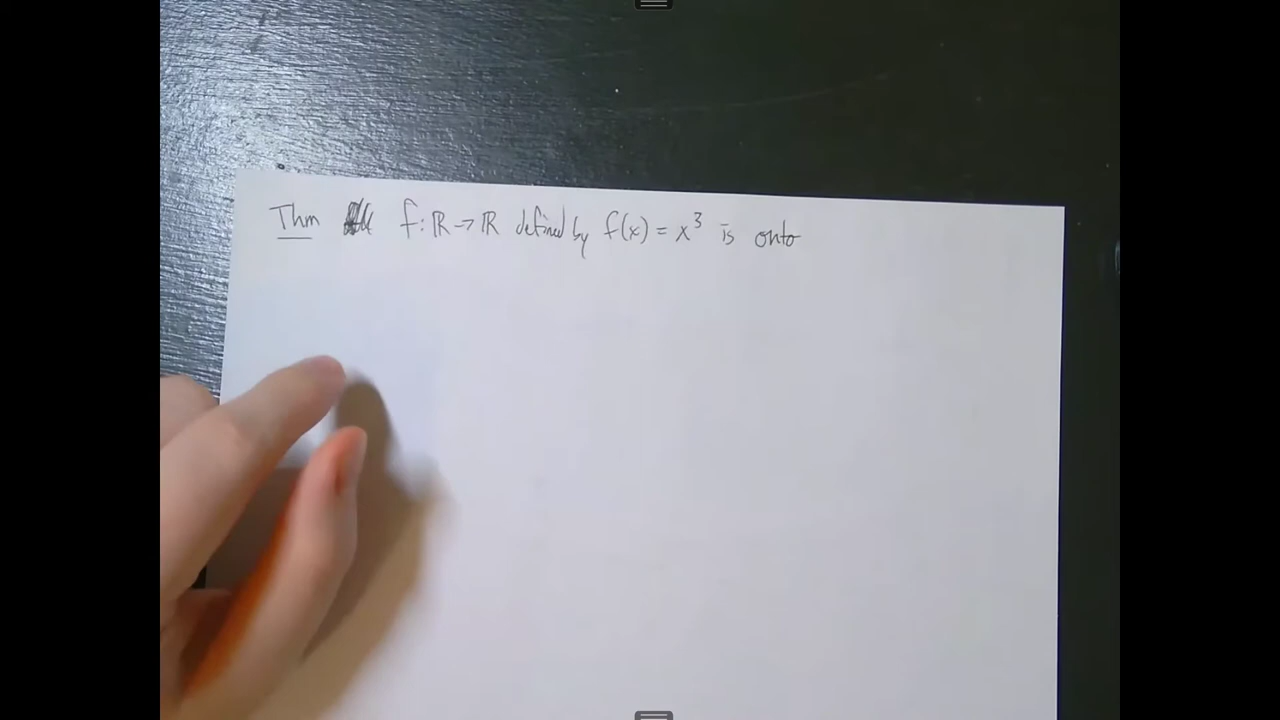 Thm f: ℝ → ℝ defined by f(x) = x³ is onto